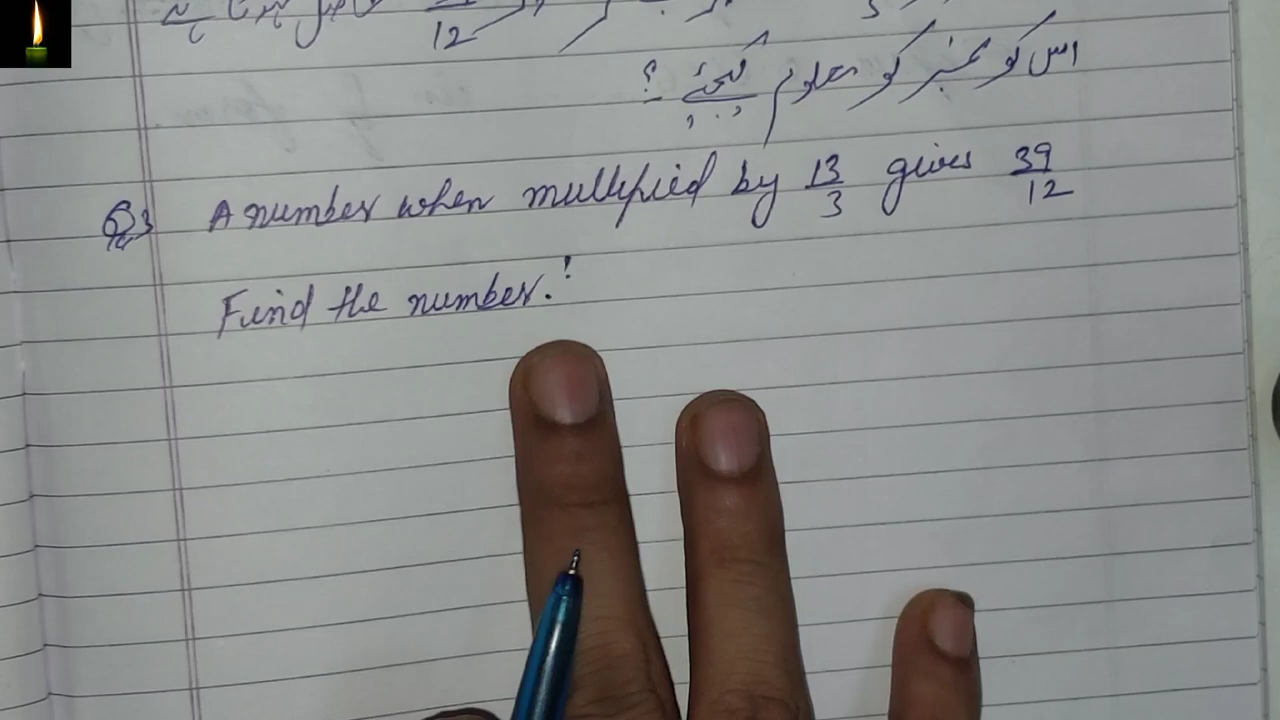 12
اس کو نمبر کو معلوم کیجئے ؟
Q3 A number when multiplied by 13/3 gives 39/12
Find the number.!